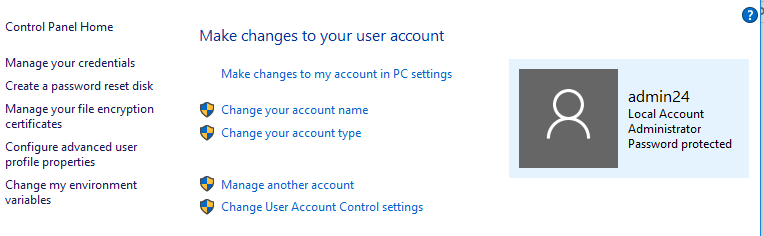 Control Panel Home
Manage your credentials
Create a password reset disk
Manage your file encryption
certificates
Configure advanced user
profile properties
Change my environment
variables
Make changes to your user account
Make changes to my account in PC settings
Change your account name
Change your account type
Manage another account
Change User Account Control settings
admin24
Local Account
Administrator
Password protected
?